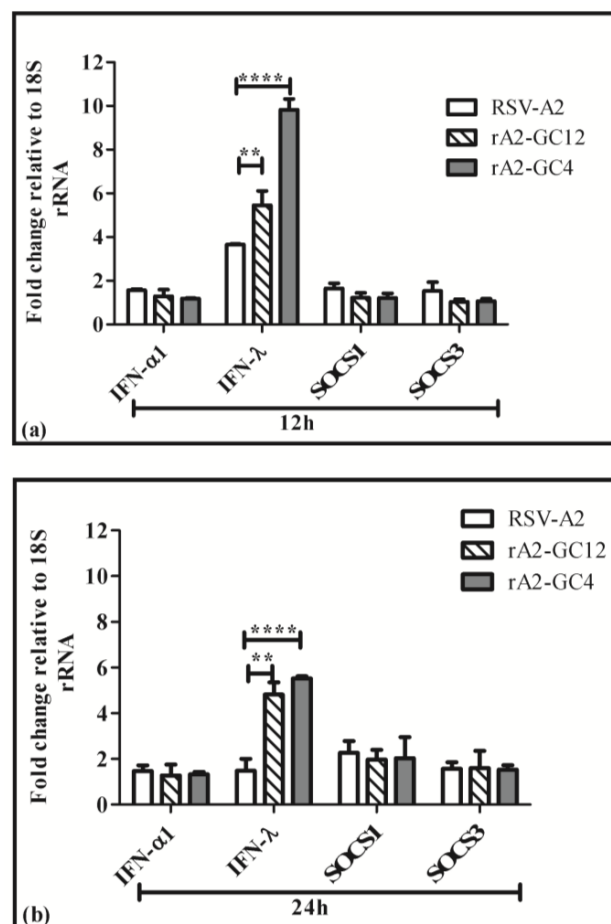 Fold change relative to 18S
rRNA
12
10
8
6
4
2
0
****
**
RSV-A2
rA2-GC12
rA2-GC4
IFN-α1
IFN-λ
SOCS1
SOCS3
12h
(a)
Fold change relative to 18S
rRNA
12
10
8
6
4
2
0
****
**
RSV-A2
rA2-GC12
rA2-GC4
IFN-α1
IFN-λ
SOCS1
SOCS3
24h
(b)